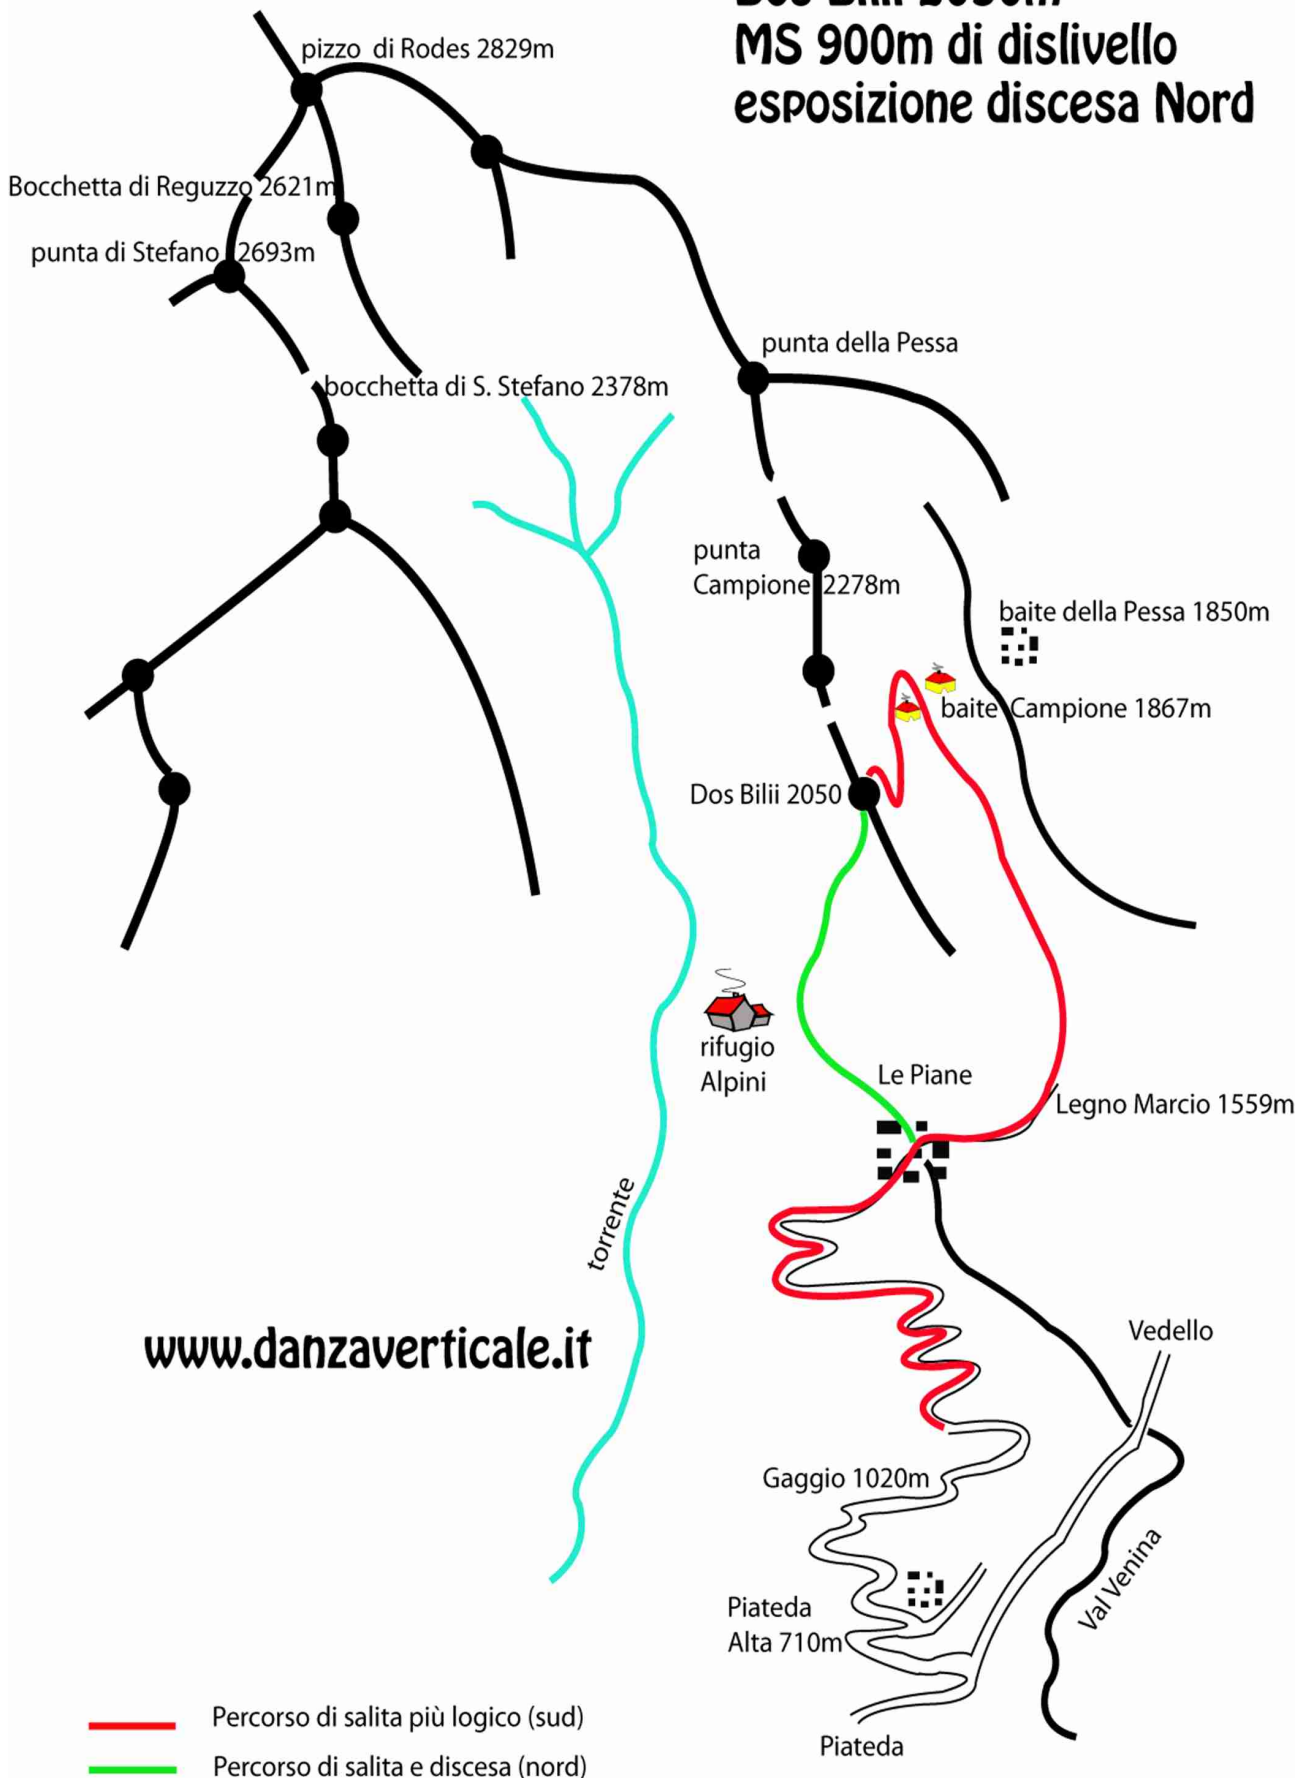 MS 900m di dislivello
esposizione discesa Nord
pizzo di Rodes 2829m
Bocchetta di Reguzzo 2621m
punta di Stefano 2693m
punta della Pessa
bocchetta di S. Stefano 2378m
punta
Campione 2278m
baite della Pessa 1850m
baite Campione 1867m
Dos Bilii 2050
rifugio
Alpini
Le Piane
Legno Marcio 1559m
torrente
www.danzaverticale.it
Vedello
Gaggio 1020m
Val Venina
Piateda
Alta 710m
Piateda
Percorso di salita più logico (sud)
Percorso di salita e discesa (nord)